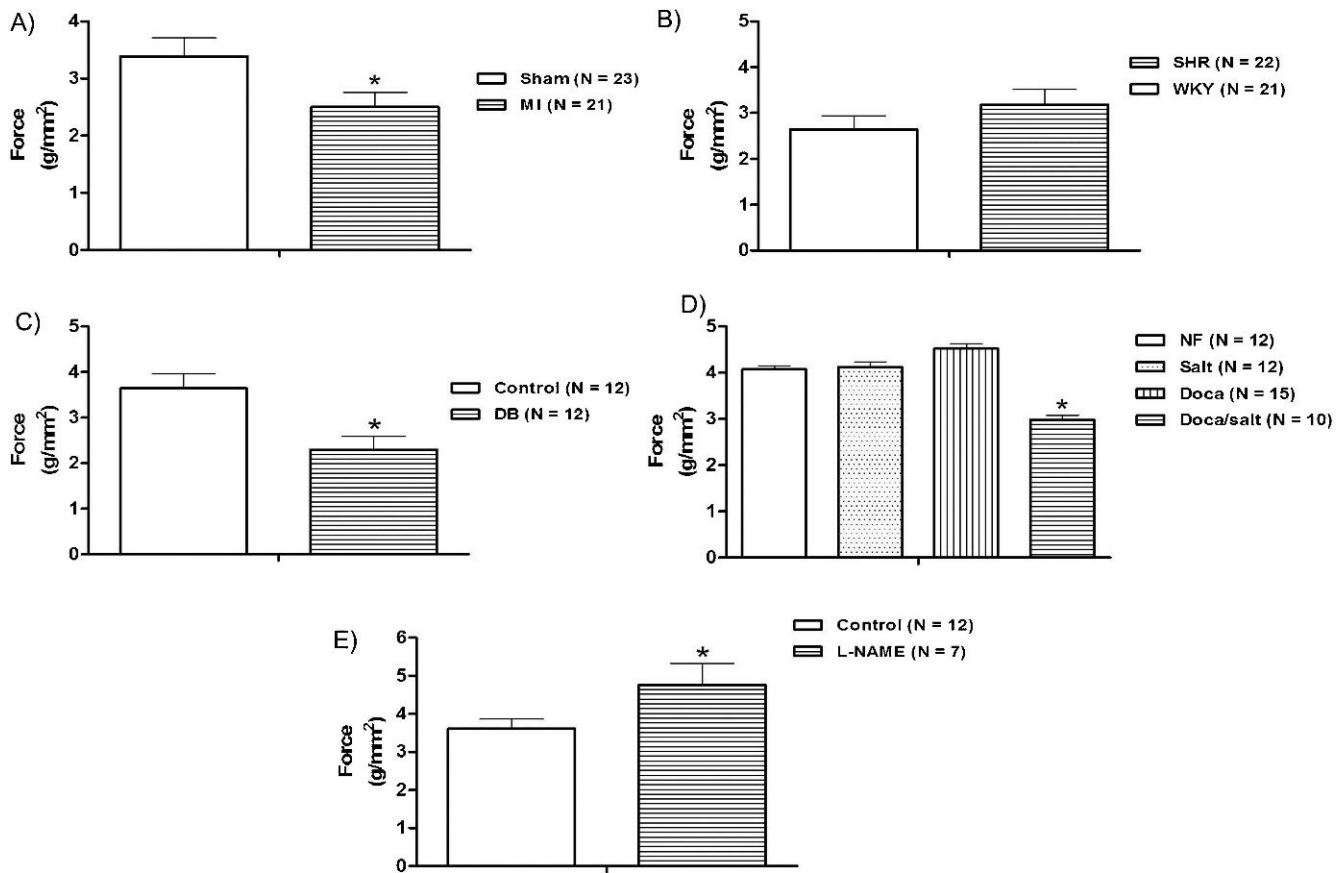 A)
4
3
2
1
0
Force
(g/mm²)
*
Sham (N = 23)
MI (N = 21)
B)
5
4
3
2
1
0
Force
(g/mm²)
SHR (N = 22)
WKY (N = 21)
C)
5
4
3
2
1
0
Force
(g/mm²)
*
Control (N = 12)
DB (N = 12)
D)
5
4
3
2
1
0
Force
(g/mm²)
*
NF (N = 12)
Salt (N = 12)
Doca (N = 15)
Doca/salt (N = 10)
E)
6
5
4
3
2
1
0
Force
(g/mm²)
*
Control (N = 12)
L-NAME (N = 7)